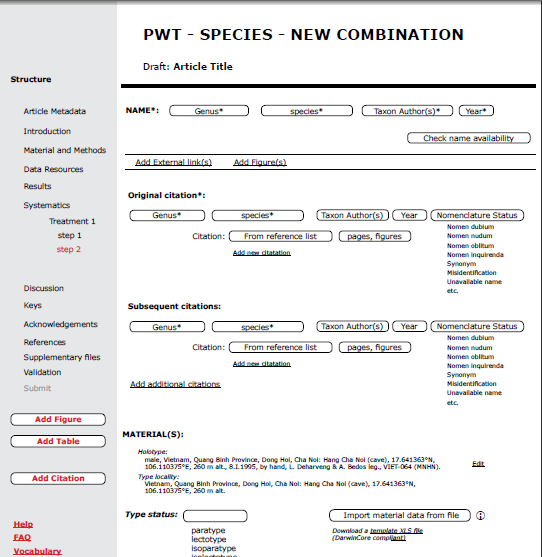 PWT - SPECIES - NEW COMBINATION
Draft: Article Title
Structure
Article Metadata
Introduction
Material and Methods
Data Resources
Results
Systematics
Treatment 1
step 1
step 2
Discussion
Keys
Acknowledgements
References
Supplementary files
Validation
Submit
Add Figure
Add Table
Add Citation
Help
FAQ
Vocabulary
NAME*: Genus* species* Taxon Author(s)* Year*
Check name availability
Add External link(s) Add Figure(s)
Original citation*:
Genus* species* Taxon Author(s) Year Nomenclature Status
Citation: From reference list pages, figures
Add new citatation
Nomen dubium
Nomen nudum
Nomen oblitum
Nomen inquirenda
Synonym
Misidentification
Unavailable name
etc.
Subsequent citations:
Genus* species* Taxon Author(s) Year Nomenclature Status
Citation: From reference list pages, figures
Add new citatation
Add additional citations
Nomen dubium
Nomen nudum
Nomen oblitum
Nomen inquirenda
Synonym
Misidentification
Unavailable name
etc.
MATERIAL(S):
Holotype:
male, Vietnam, Quang Binh Province, Dong Hoi, Cha Noi: Hang Cha Noi (cave), 17.641363°N,
106.110375°E, 260 m alt., 8.I.1995, by hand, L. Deharveng & A. Bedos leg., VIET-064 (MNHN).
Edit
Type locality:
Vietnam, Quang Binh Province, Dong Hoi, Cha Noi: Hang Cha Noi (cave), 17.641363°N,
106.110375°E, 260 m alt.
Type status:
Import material data from file i
paratype
lectotype
isoparatype
isolectotype
Download a template XLS file
(DarwinCore compliant)